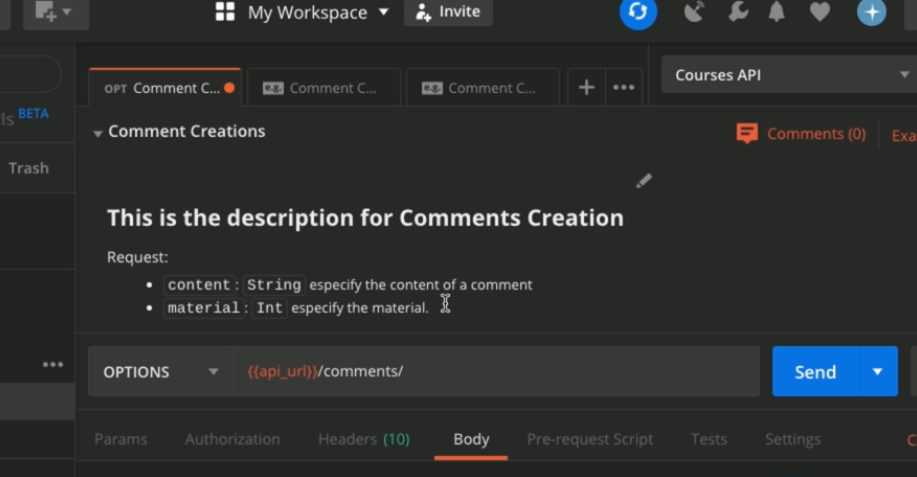 My Workspace Invite
OPT Comment C... e.g. Comment C... e.g. Comment C... + ...
Courses API
BETA
Comment Creations
Comments (0)
Trash
This is the description for Comments Creation
Request:
content : String especify the content of a comment
material : Int especify the material.
OPTIONS {{api_url}}/comments/ Send
Params Authorization Headers (10) Body Pre-request Script Tests Settings